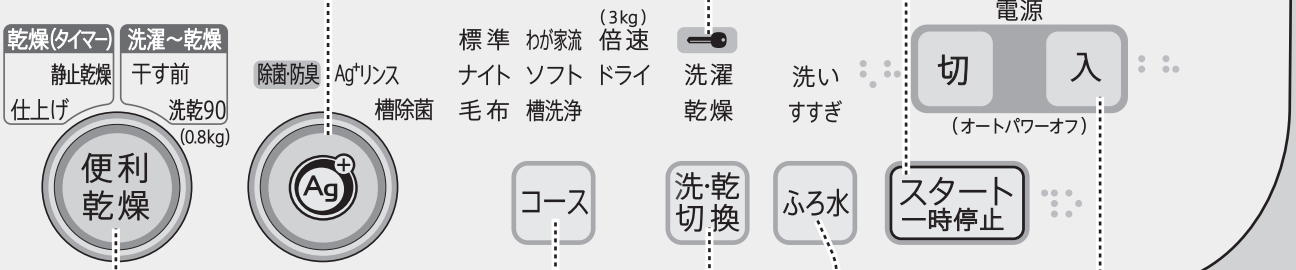 電源
(3kg)
乾燥(タイマー) 洗濯～乾燥
標準 わが家流 倍速
静止乾燥 干す前
除菌・防臭 Ag⁺リンス
ナイト ソフト ドライ
洗濯
洗い
切 入
仕上げ 洗乾90
槽除菌
毛布 槽洗浄
乾燥
すすぎ
(オートパワーオフ)
(0.8kg)
便利
乾燥
Ag+
コース
洗・乾
切換
ふろ水
スタート
一時停止